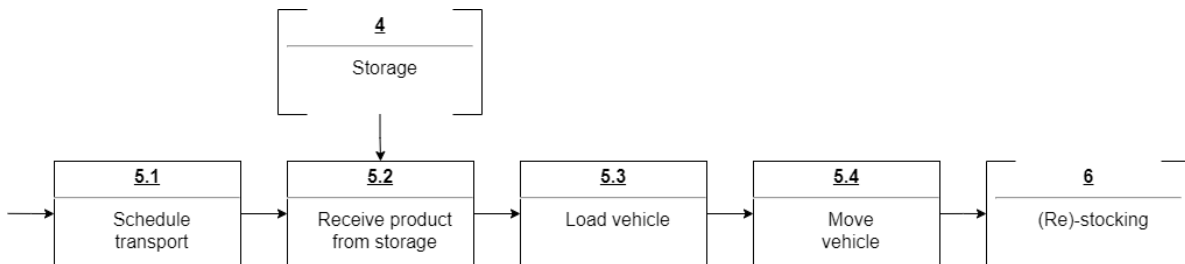 4
Storage
5.1
Schedule
transport
5.2
Receive product
from storage
5.3
Load vehicle
5.4
Move
vehicle
6
(Re)-stocking